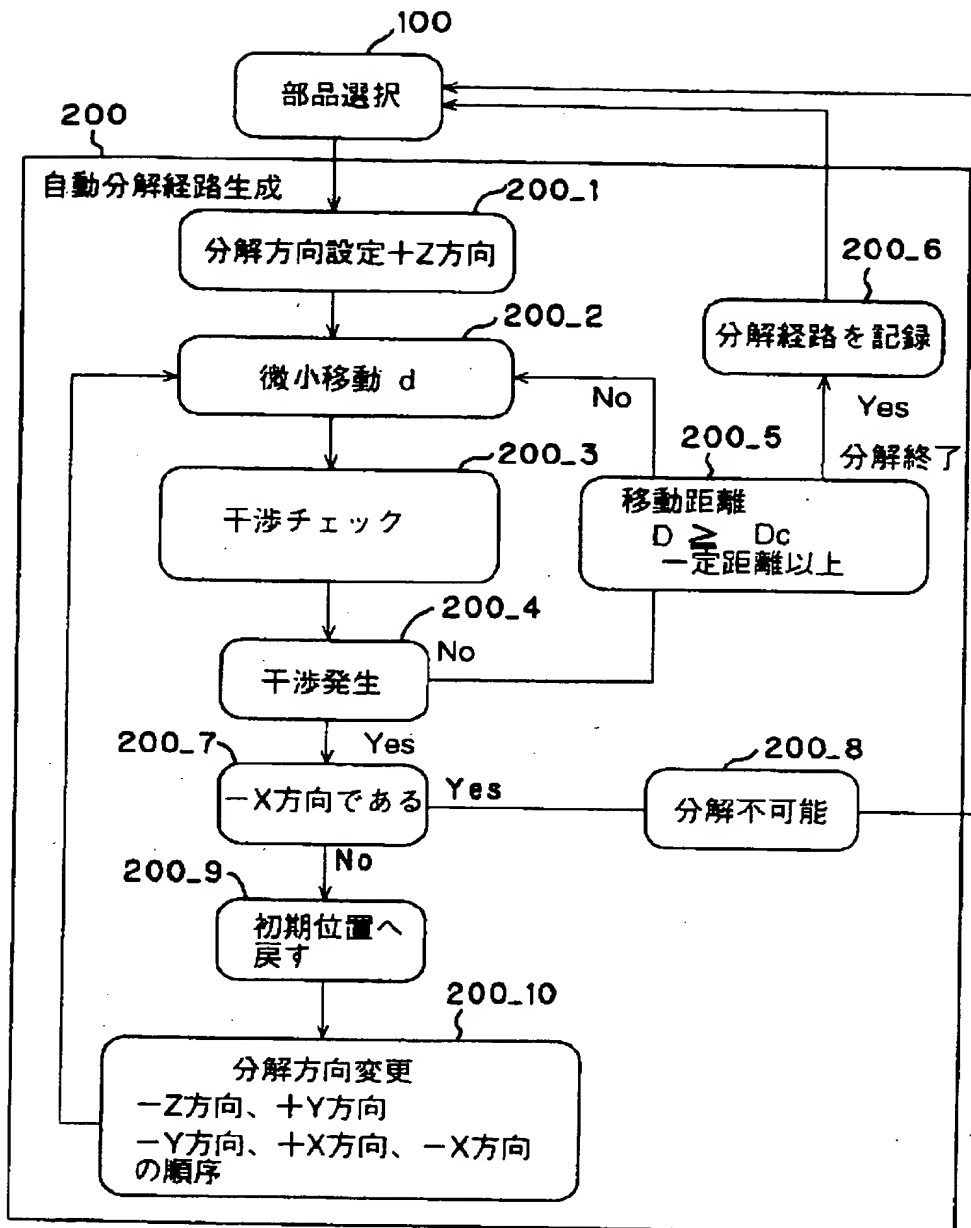 100
部品選択
200
自動分解経路生成
200_1
分解方向設定+Z方向
200_2
微小移動 d
200_3
干渉チェック
200_4
干渉発生
No
200_5
移動距離
D ≧ Dc
一定距離以上
No
Yes
分解終了
200_6
分解経路を記録
Yes
200_7
-X方向である
Yes
200_8
分解不可能
No
200_9
初期位置へ
戻す
200_10
分解方向変更
-Z方向、+Y方向
-Y方向、+X方向、-X方向
の順序